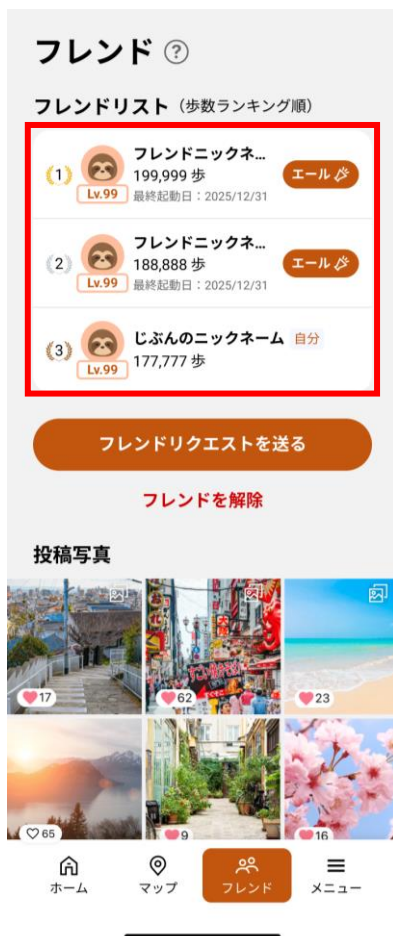 フレンド ?
フレンドリスト（歩数ランキング順）
1
Lv.99
フレンドニックネ...
199,999 歩
最終起動日：2025/12/31
エール
2
Lv.99
フレンドニックネ...
188,888 歩
最終起動日：2025/12/31
エール
3
Lv.99
じぶんのニックネーム 自分
177,777 歩
フレンドリクエストを送る
フレンドを解除
投稿写真
17
62
23
65
9
16
ホーム マップ フレンド メニュー